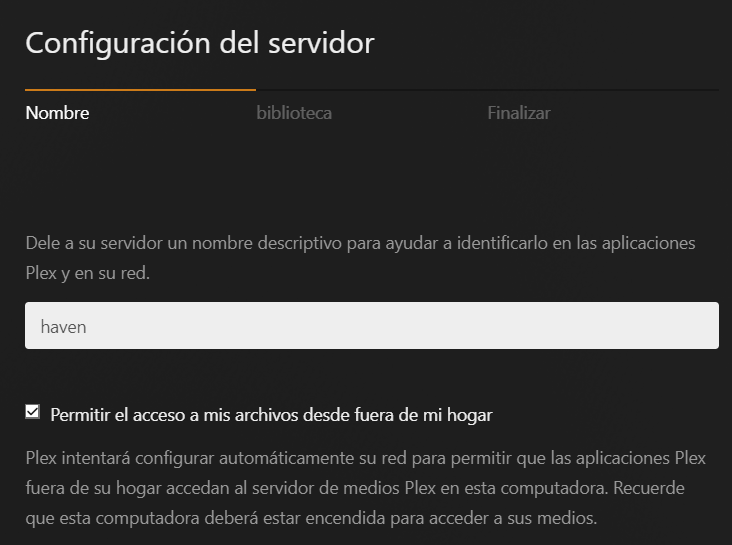 Configuración del servidor
Nombre
biblioteca
Finalizar
Dele a su servidor un nombre descriptivo para ayudar a identificarlo en las aplicaciones
Plex y en su red.
haven
Permitir el acceso a mis archivos desde fuera de mi hogar
Plex intentará configurar automáticamente su red para permitir que las aplicaciones Plex
fuera de su hogar accedan al servidor de medios Plex en esta computadora. Recuerde
que esta computadora deberá estar encendida para acceder a sus medios.